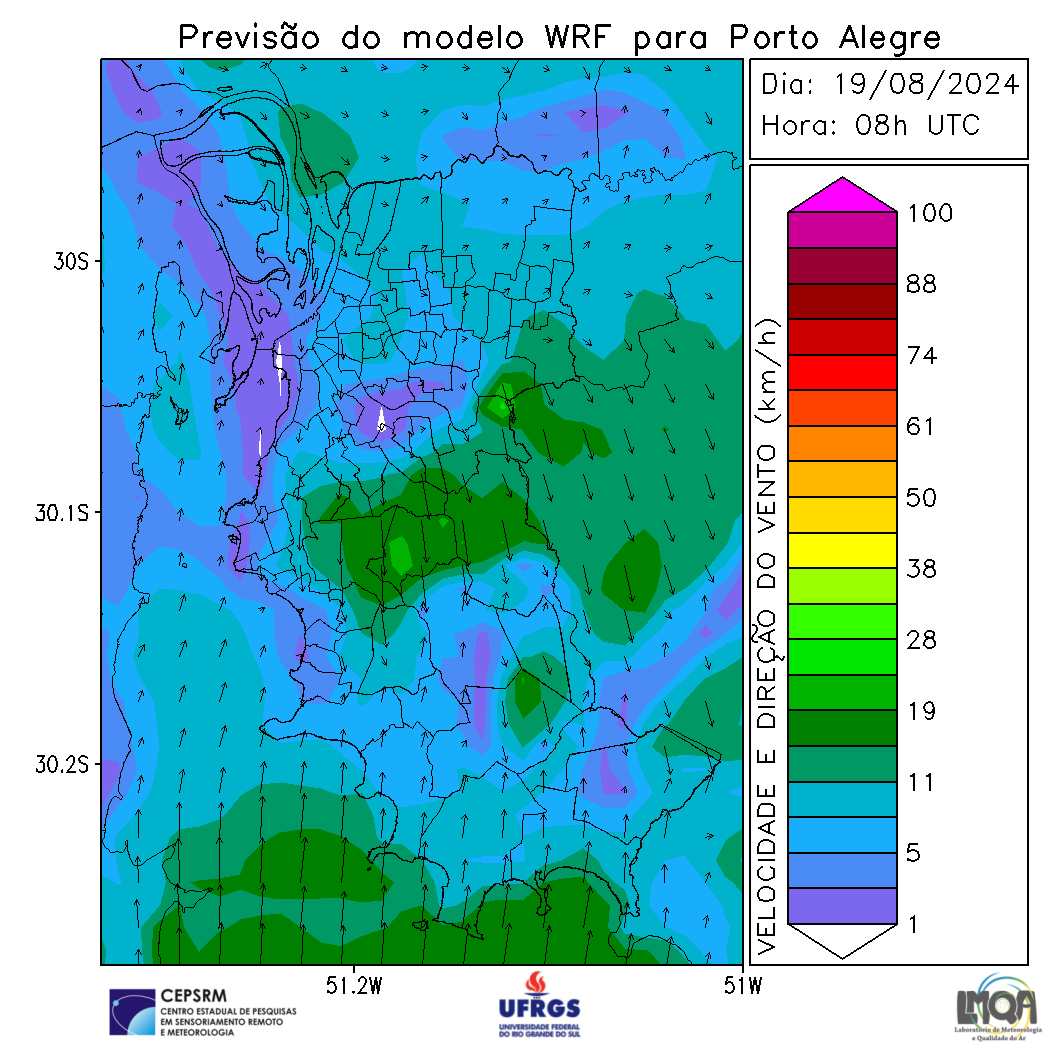 Previsão do modelo WRF para Porto Alegre
Dia: 19/08/2024
Hora: 08h UTC
30S
30.1S
30.2S
51.2W
51W
VELOCIDADE E DIREÇÃO DO VENTO (km/h)
100
88
74
61
50
38
28
19
11
5
1
CEPSRM
CENTRO ESTADUAL DE PESQUISAS
EM SENSORIAMENTO REMOTO
E METEOROLOGIA
UFRGS
UNIVERSIDADE FEDERAL
DO RIO GRANDE DO SUL
LMQA
Laboratório de Meteorologia
e Qualidade do Ar